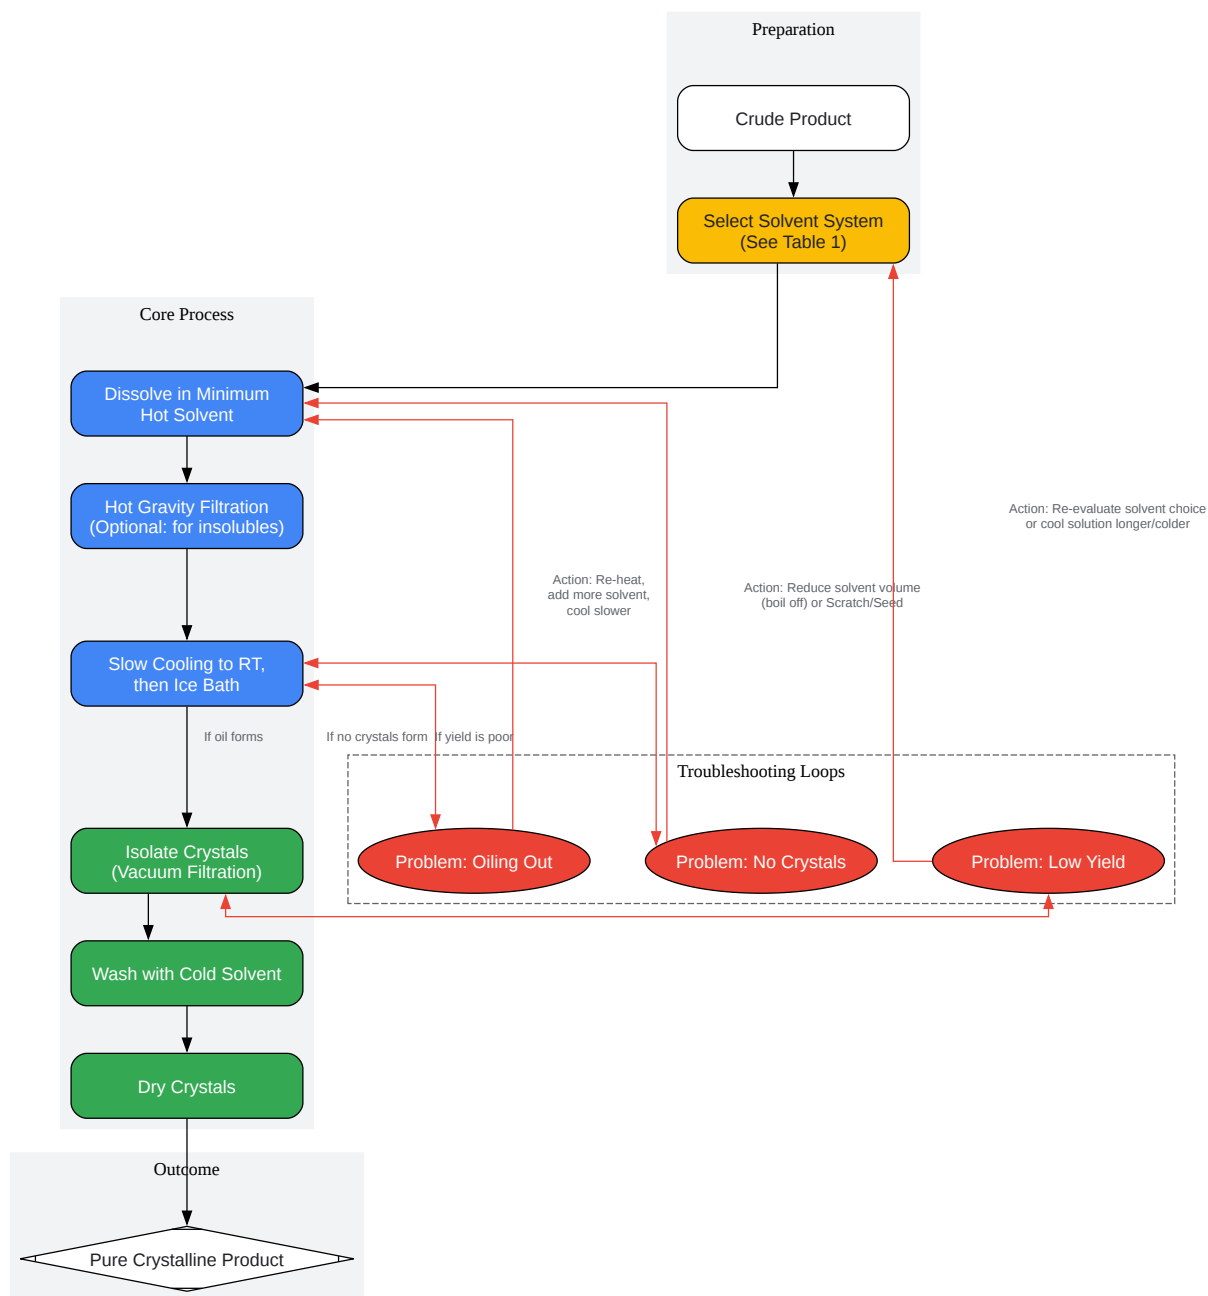 Preparation
Crude Product
Select Solvent System
(See Table 1)
Core Process
Dissolve in Minimum
Hot Solvent
Hot Gravity Filtration
(Optional: for insolubles)
Action: Re-evaluate solvent choice
or cool solution longer/colder
Action: Re-heat,
add more solvent,
cool slower
Action: Reduce solvent volume
(boil off) or Scratch/Seed
Slow Cooling to RT,
then Ice Bath
If oil forms
If no crystals form
If yield is poor
Troubleshooting Loops
Isolate Crystals
(Vacuum Filtration)
Problem: Oiling Out
Problem: No Crystals
Problem: Low Yield
Wash with Cold Solvent
Dry Crystals
Outcome
Pure Crystalline Product